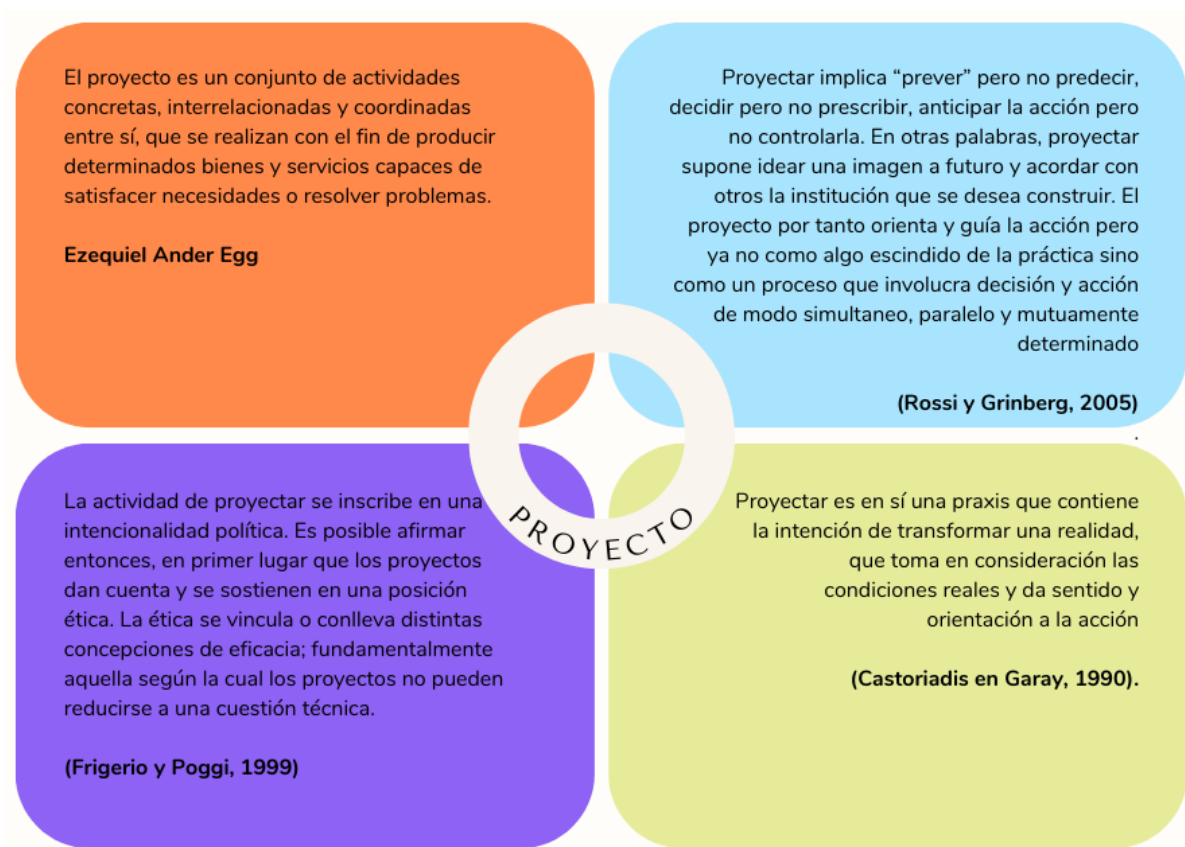 El proyecto es un conjunto de actividades
concretas, interrelacionadas y coordinadas
entre sí, que se realizan con el fin de producir
determinados bienes y servicios capaces de
satisfacer necesidades o resolver problemas.
Ezequiel Ander Egg
Proyectar implica “prever” pero no predecir,
decidir pero no prescribir, anticipar la acción pero
no controlarla. En otras palabras, proyectar
supone idear una imagen a futuro y acordar con
otros la institución que se desea construir. El
proyecto por tanto orienta y guía la acción pero
ya no como algo escindido de la práctica sino
como un proceso que involucra decisión y acción
de modo simultaneo, paralelo y mutuamente
determinado
(Rossi y Grinberg, 2005)
.
La actividad de proyectar se inscribe en una
intencionalidad política. Es posible afirmar
entonces, en primer lugar que los proyectos
dan cuenta y se sostienen en una posición
ética. La ética se vincula o conlleva distintas
concepciones de eficacia; fundamentalmente
aquella según la cual los proyectos no pueden
reducirse a una cuestión técnica.
(Frigerio y Poggi, 1999)
PROYECTO
Proyectar es en sí una praxis que contiene
la intención de transformar una realidad,
que toma en consideración las
condiciones reales y da sentido y
orientación a la acción
(Castoriadis en Garay, 1990).